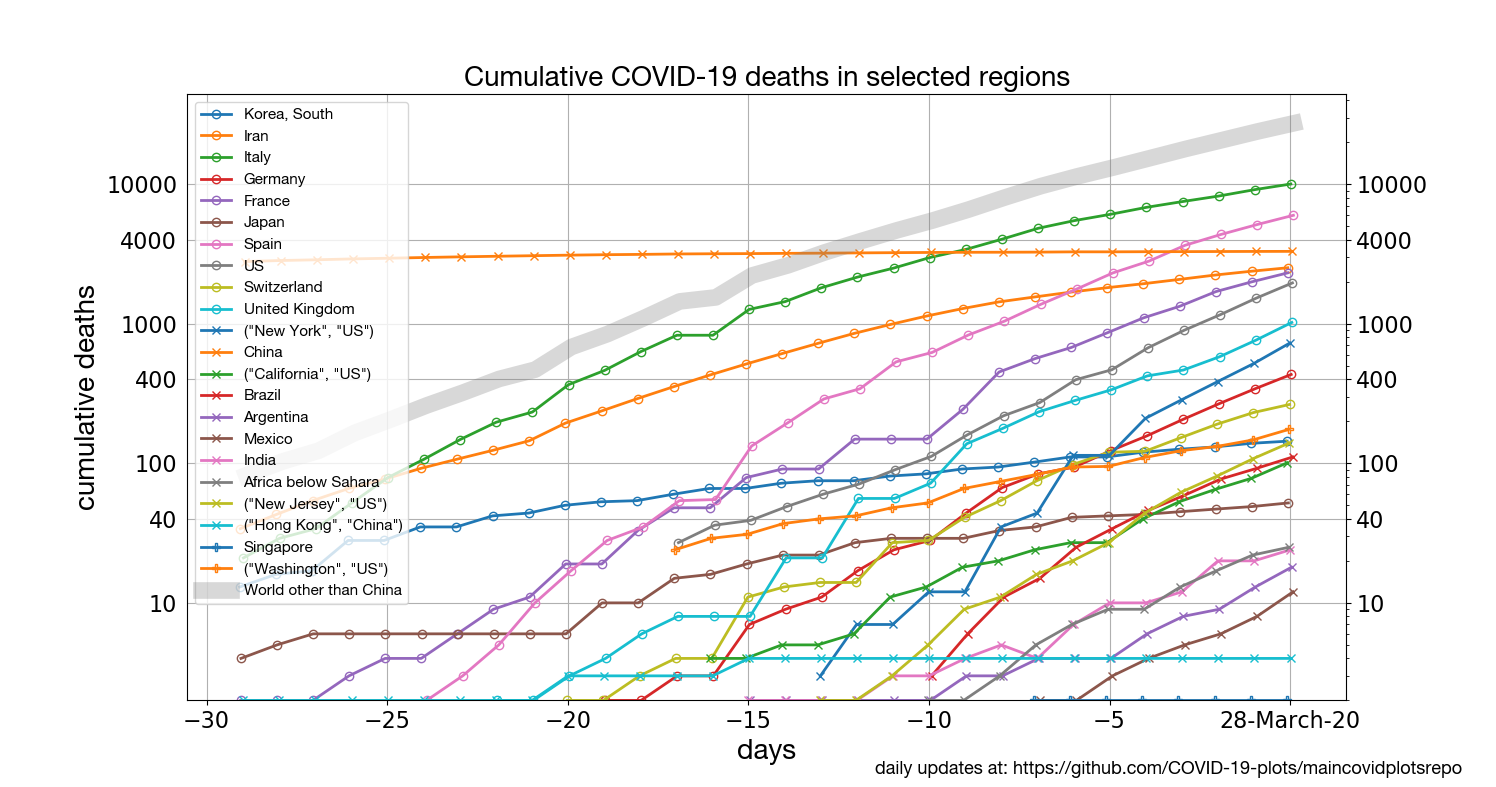 Cumulative COVID-19 deaths in selected regions
Korea, South
Iran
Italy
Germany
France
Japan
Spain
US
Switzerland
United Kingdom
("New York", "US")
China
("California", "US")
Brazil
Argentina
Mexico
India
Africa below Sahara
("New Jersey", "US")
("Hong Kong", "China")
Singapore
("Washington", "US")
World other than China
cumulative deaths
10000
4000
1000
400
100
40
10
10000
4000
1000
400
100
40
10
−30 −25 −20 −15 −10 −5 28-March-20
days
daily updates at: https://github.com/COVID-19-plots/maincovidplotsrepo